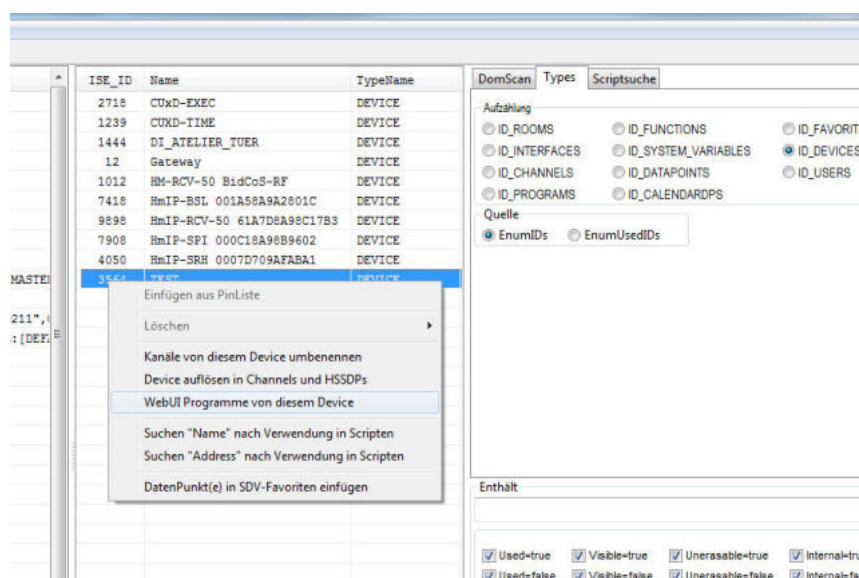 ISE_ID Name TypeName
2718 CUxD-EXEC DEVICE
1239 CUXD-TIME DEVICE
1444 DI_ATELIER_TUER DEVICE
12 Gateway DEVICE
1012 HM-RCV-50 BidCoS-RF DEVICE
7418 HmIP-BSL 001A58A9A2801C DEVICE
9898 HmIP-RCV-50 61A7D8A98C17B3 DEVICE
7908 HmIP-SPI 000C18A98B9602 DEVICE
4050 HmIP-SRH 0007D709AFABA1 DEVICE
3564 TEST DEVICE
MASTE
211",
:[DEF
Einfügen aus PinListe
Löschen
Kanäle von diesem Device umbenennen
Device auflösen in Channels und HSSDPs
WebUI Programme von diesem Device
Suchen "Name" nach Verwendung in Scripten
Suchen "Address" nach Verwendung in Scripten
DatenPunkt(e) in SDV-Favoriten einfügen
DomScan Types Scriptsuche
Aufzählung
ID_ROOMS ID_FUNCTIONS ID_FAVORIT
ID_INTERFACES ID_SYSTEM_VARIABLES ID_DEVICES
ID_CHANNELS ID_DATAPOINTS ID_USERS
ID_PROGRAMS ID_CALENDARDPS
Quelle
EnumIDs EnumUsedIDs
Enthält
Used=true Visible=true Unerasable=true Internal=tru
Used=false Visible=false Unerasable=false Internal=fa